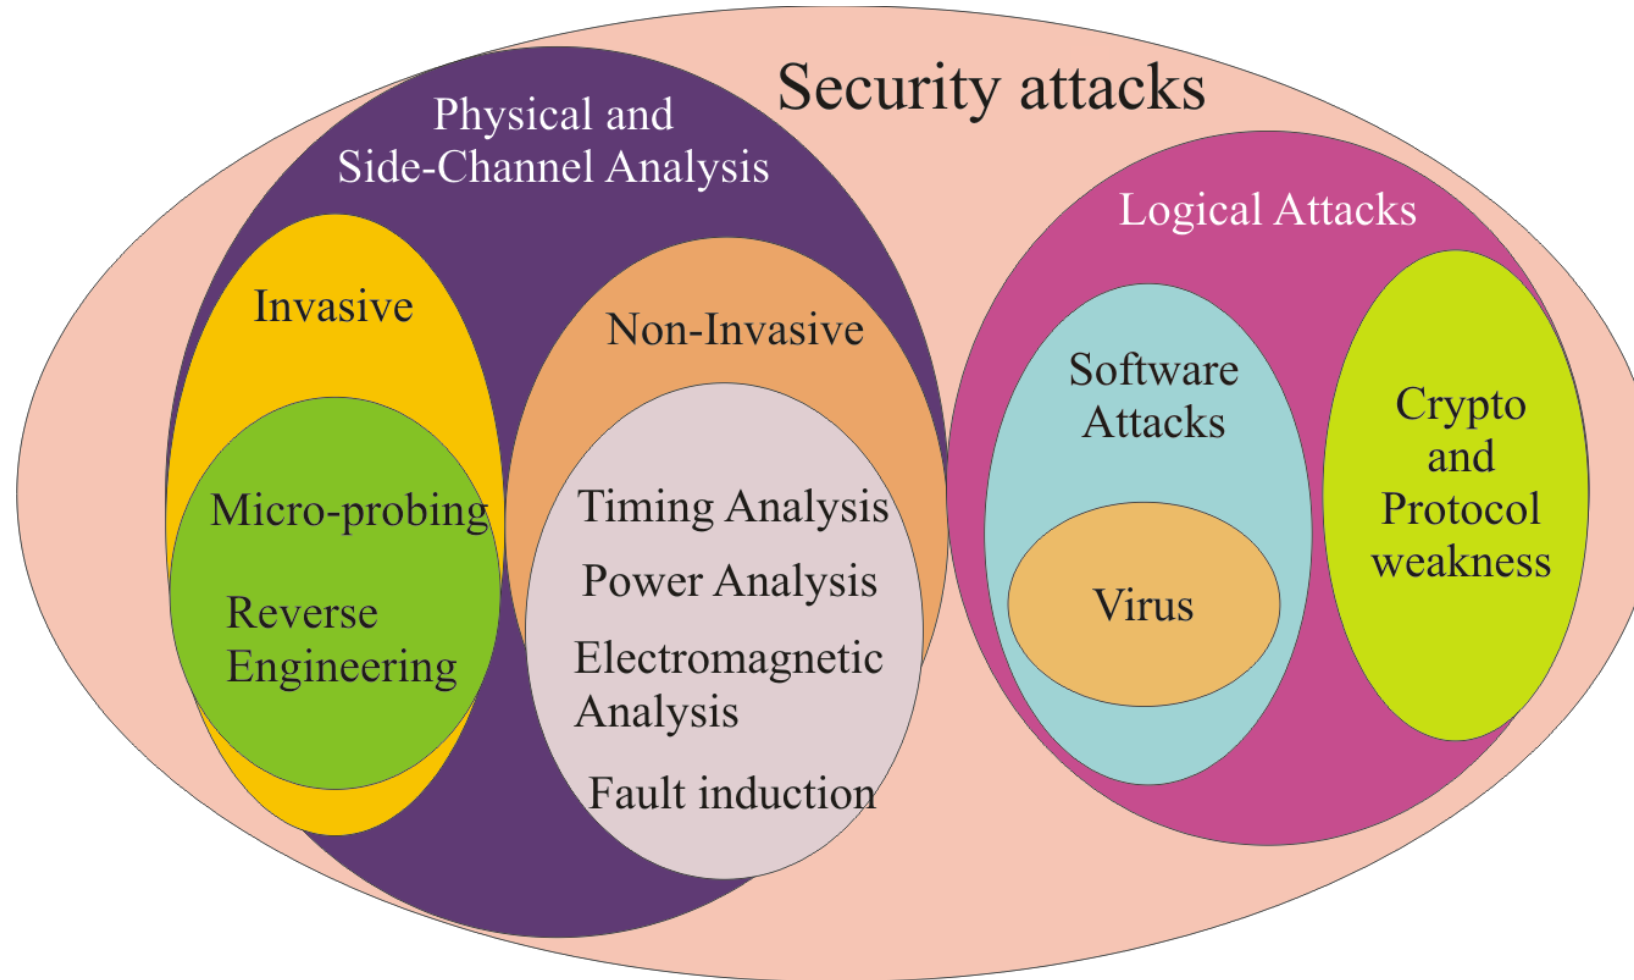 Security attacks
Physical and
Side-Channel Analysis
Invasive
Micro-probing
Reverse
Engineering
Non-Invasive
Timing Analysis
Power Analysis
Electromagnetic
Analysis
Fault induction
Logical Attacks
Software
Attacks
Virus
Crypto
and
Protocol
weakness